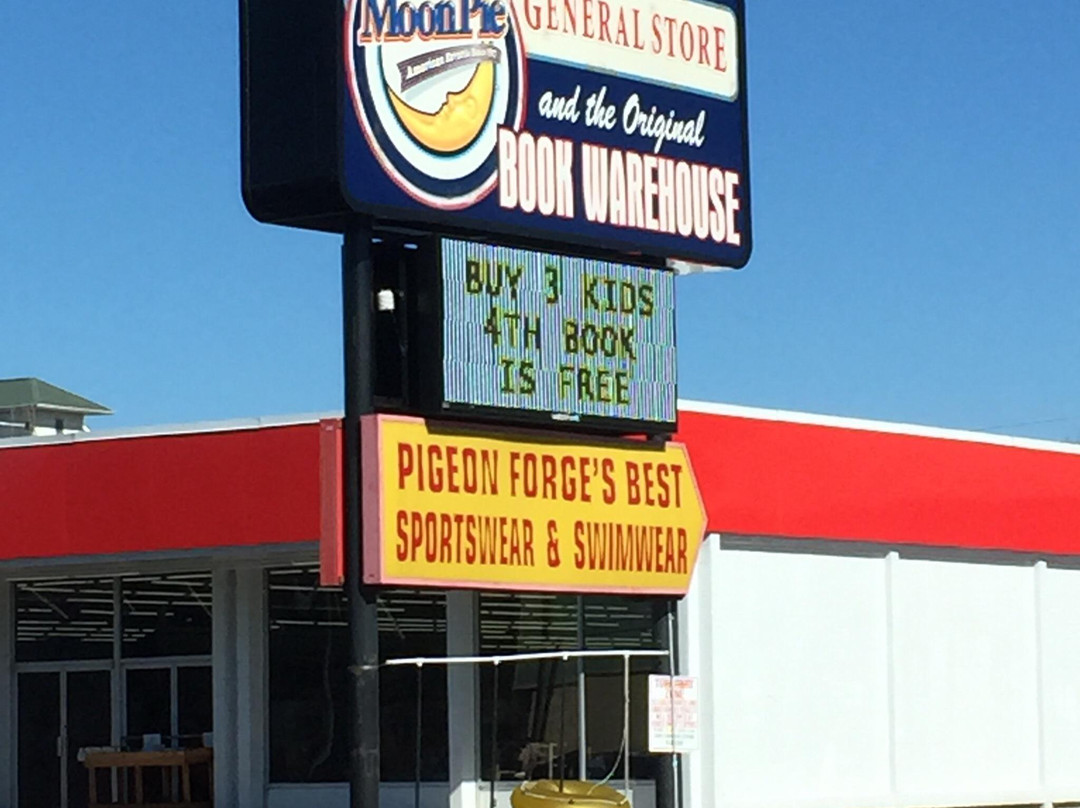 MoonPie
GENERAL STORE
and the Original
BOOK WAREHOUSE
BUY 3 KIDS
4TH BOOK
IS FREE
PIGEON FORGE'S BEST
SPORTSWEAR & SWIMWEAR